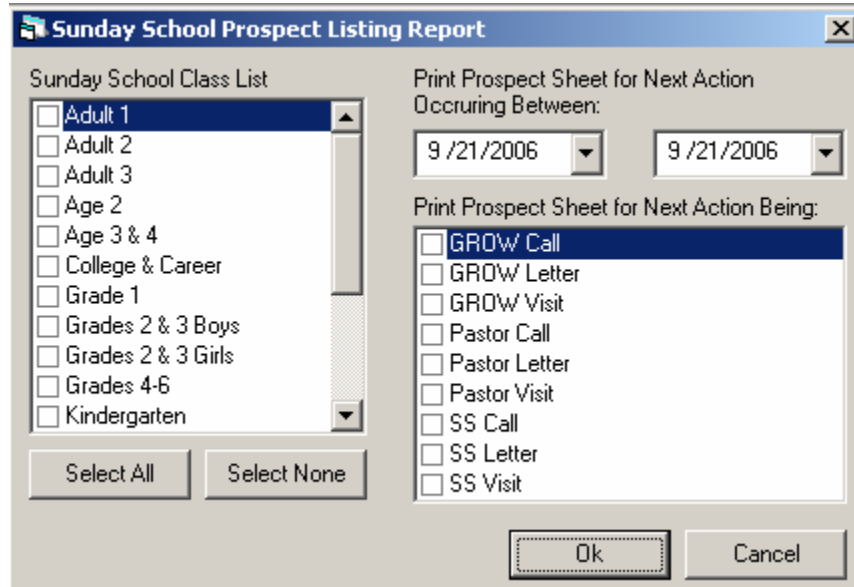 Sunday School Prospect Listing Report
Sunday School Class List
Adult 1
Adult 2
Adult 3
Age 2
Age 3 & 4
College & Career
Grade 1
Grades 2 & 3 Boys
Grades 2 & 3 Girls
Grades 4-6
Kindergarten
Select All
Select None
Print Prospect Sheet for Next Action
Occruring Between:
9 /21/2006
9 /21/2006
Print Prospect Sheet for Next Action Being:
GROW Call
GROW Letter
GROW Visit
Pastor Call
Pastor Letter
Pastor Visit
SS Call
SS Letter
SS Visit
Ok
Cancel